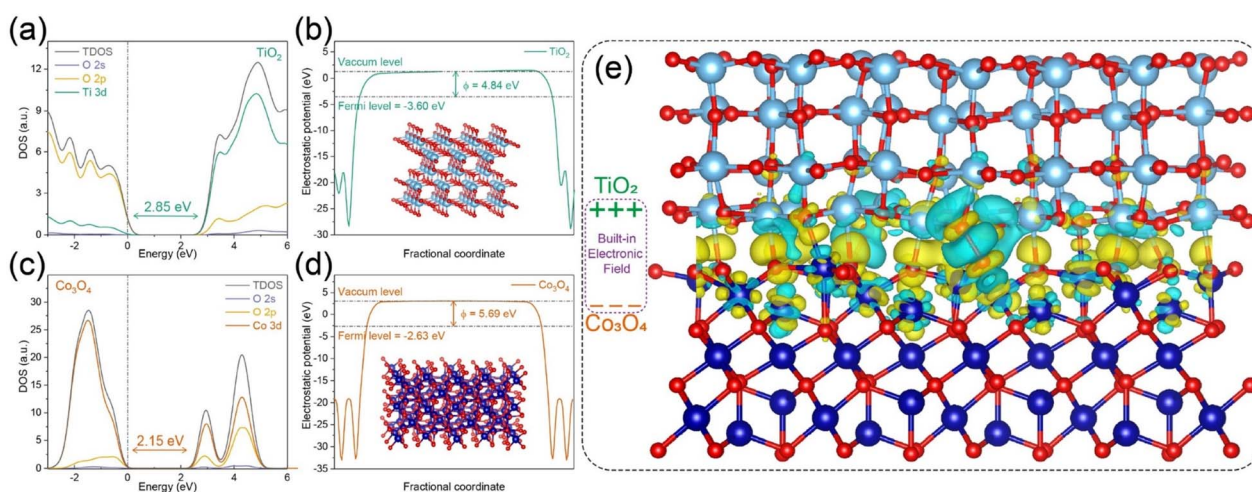 (a)
TDOS
O 2s
O 2p
Ti 3d
TiO₂
12
9
6
3
0
DOS (a.u.)
2.85 eV
-2 0 2 4 6
Energy (eV)
(b)
TiO₂
Vaccum level
ϕ = 4.84 eV
Fermi level = -3.60 eV
5
0
-5
-10
-15
-20
-25
-30
Electrostatic potential (eV)
Fractional coordinate
(c)
Co₃O₄
TDOS
O 2s
O 2p
Co 3d
30
25
20
15
10
5
0
DOS (a.u.)
2.15 eV
-2 0 2 4 6
Energy (eV)
(d)
Co₃O₄
Vaccum level
ϕ = 5.69 eV
Fermi level = -2.63 eV
5
0
-5
-10
-15
-20
-25
-30
-35
Electrostatic potential (eV)
Fractional coordinate
(e)
TiO₂
+++
Built-in
Electronic
Field
− −
Co₃O₄